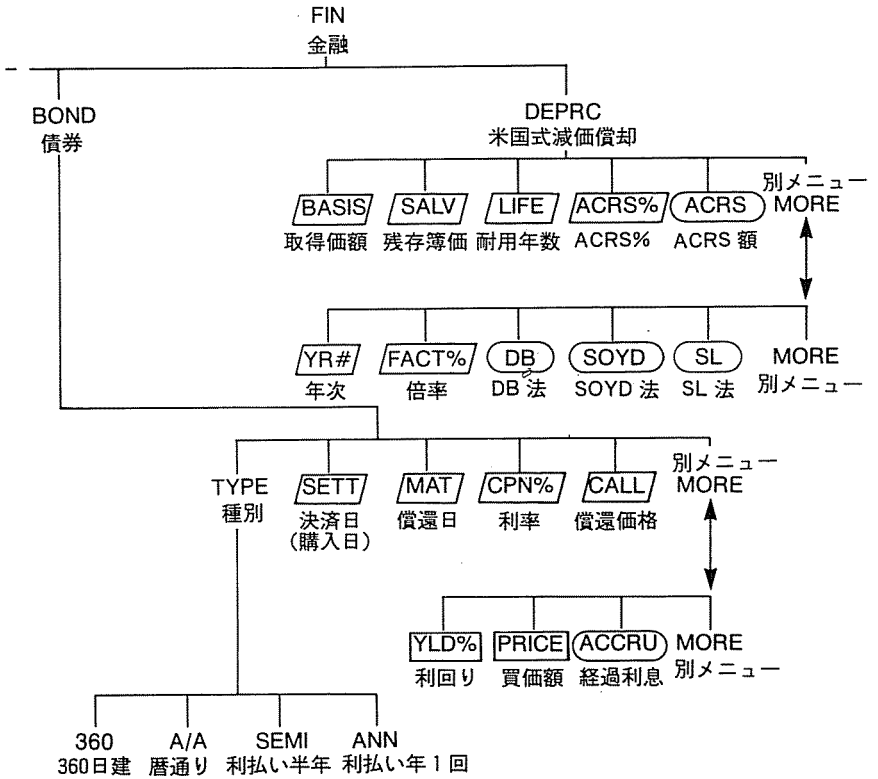 FIN
金融
BOND
債券
DEPRC
米国式減価償却
BASIS SALV LIFE ACRS% ACRS 別メニュー MORE
取得価額 残存簿価 耐用年数 ACRS% ACRS 額
YR# FACT% DB SOYD SL MORE
年次 倍率 DB 法 SOYD 法 SL 法 別メニュー
別メニュー
TYPE SETT MAT CPN% CALL MORE
種別 決済日 償還日 利率 償還価格
(購入日)
YLD% PRICE ACCRU MORE
利回り 買価額 経過利息 別メニュー
360 A/A SEMI ANN
360日建 暦通り 利払い半年 利払い年1回